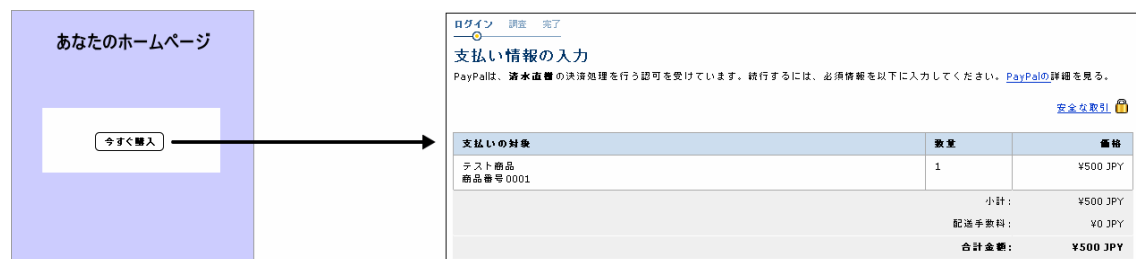 あなたのホームページ
今すぐ購入
ログイン 調査 完了
支払い情報の入力
PayPalは、清水直樹の決済処理を行う認可を受けています。続行するには、必須情報を以下に入力してください。PayPalの詳細を見る。
安全な取引
支払いの対象 数量 価格
テスト商品 1 ¥500 JPY
商品番号0001
小計: ¥500 JPY
配送手数料: ¥0 JPY
合計金額: ¥500 JPY